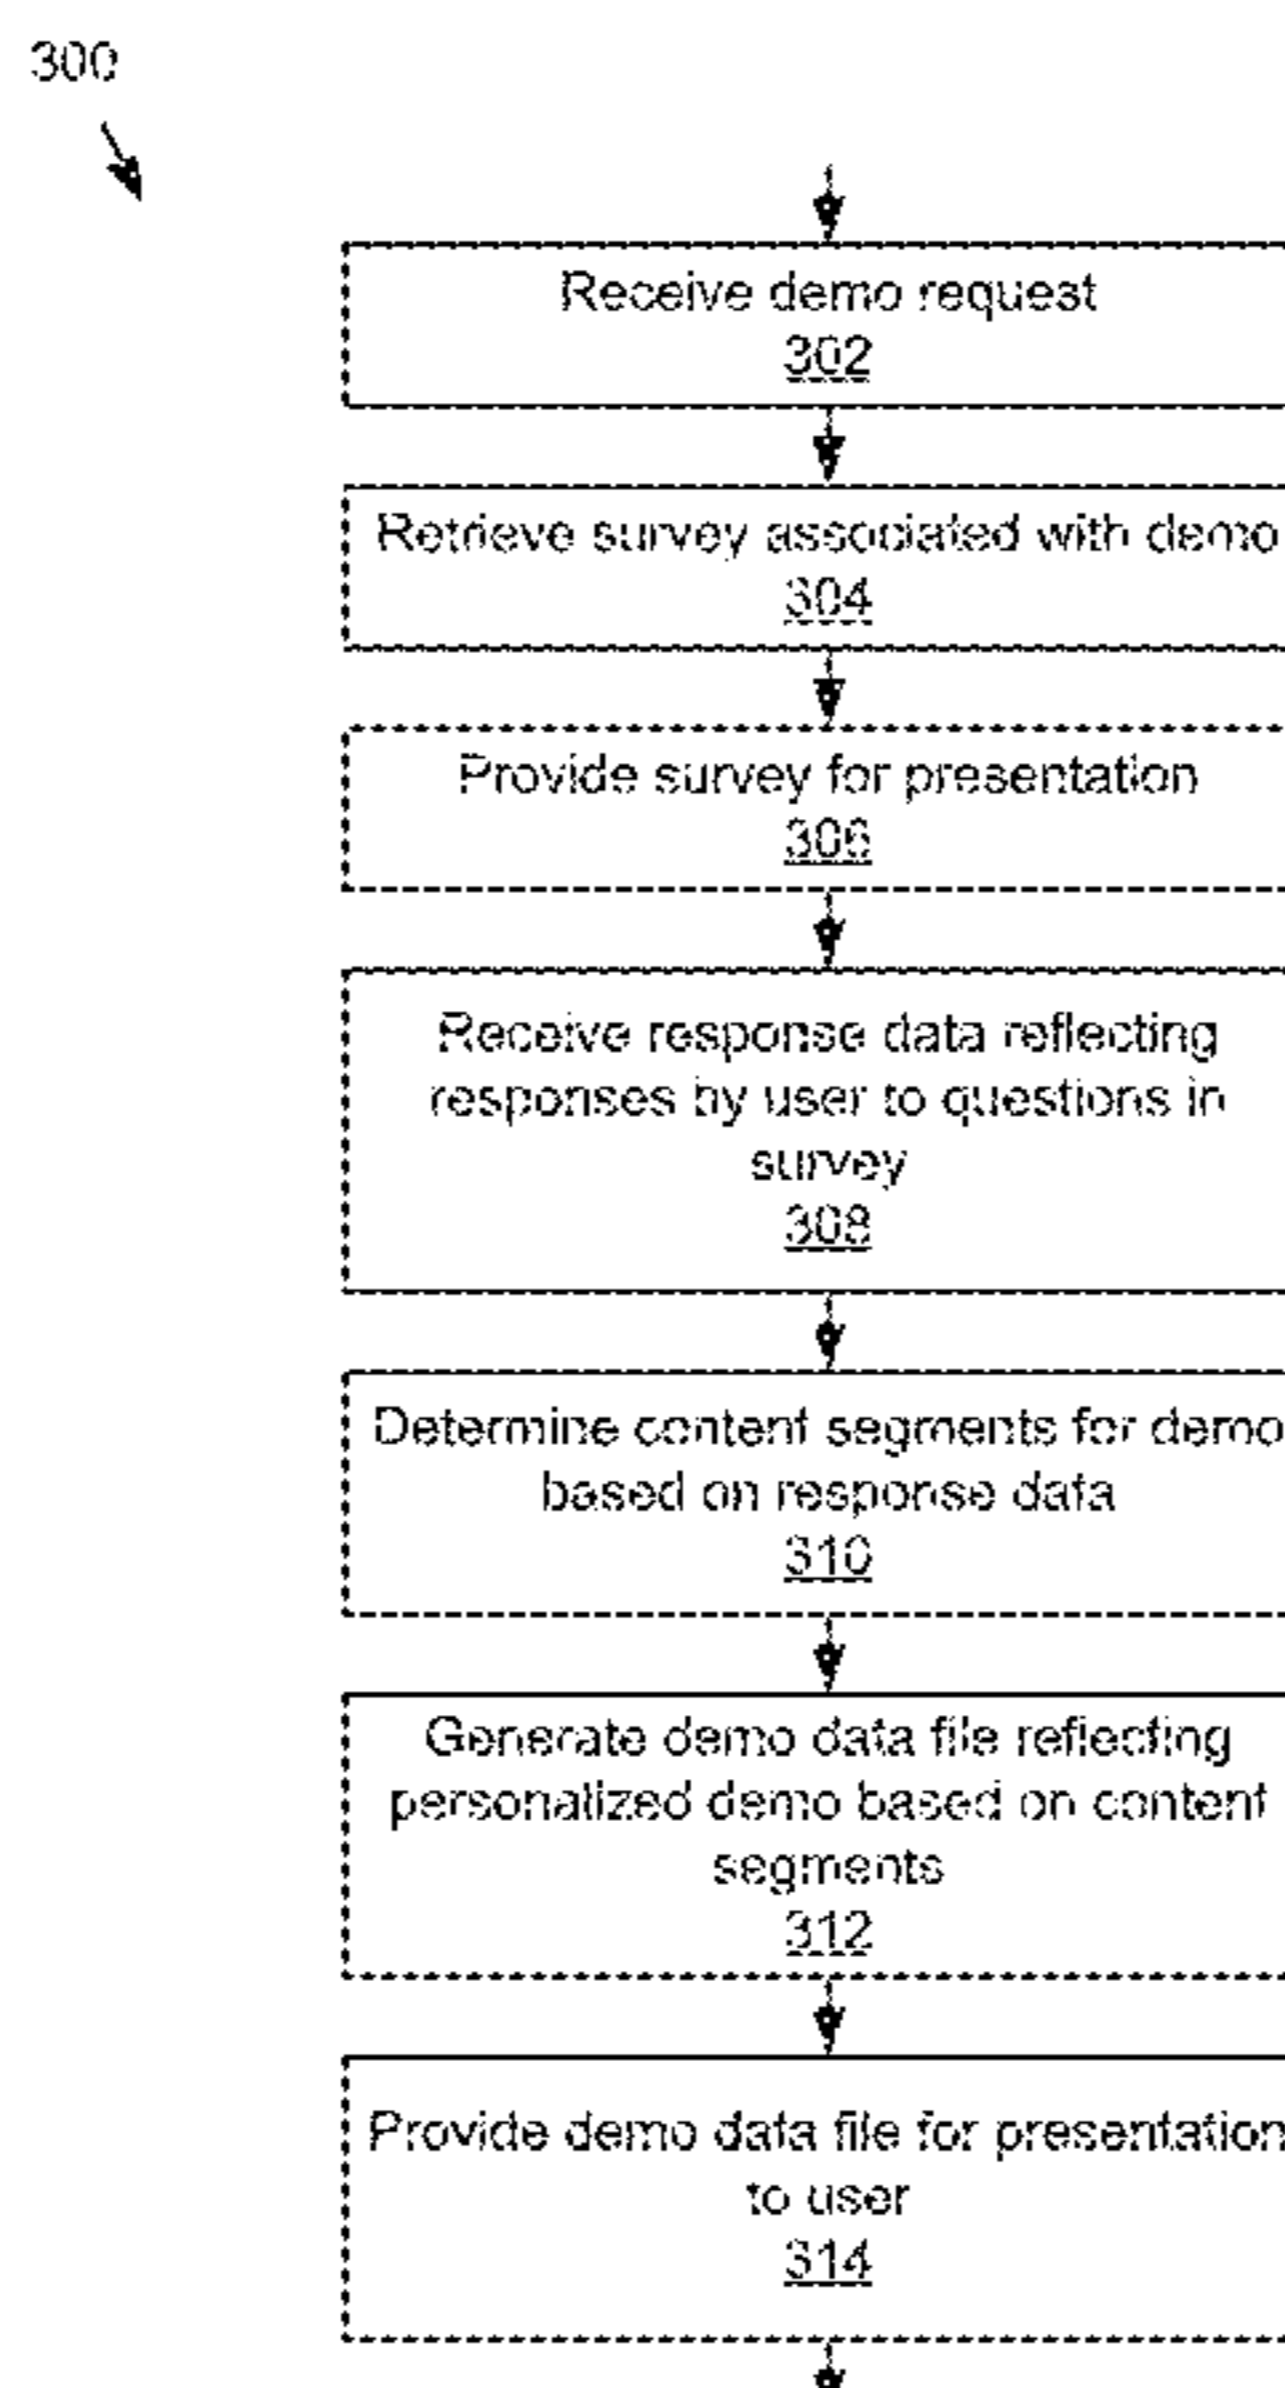 300
Receive demo request
302
Retrieve survey associated with demo
304
Provide survey for presentation
306
Receive response data reflecting
responses by user to questions in
survey
308
Determine content segments for demo
based on response data
310
Generate demo data file reflecting
personalized demo based on content
segments
312
Provide demo data file for presentation
to user
314